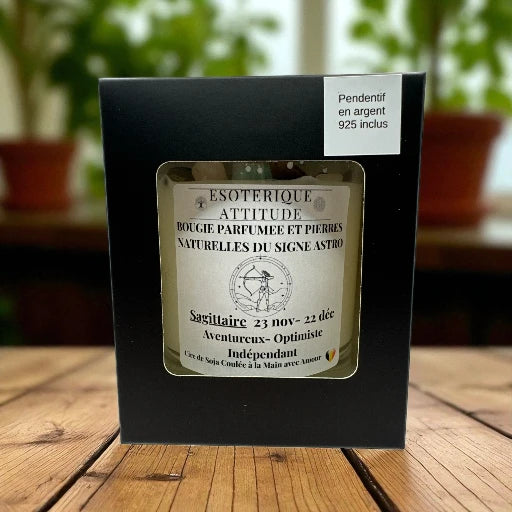 Pendentif
en argent
925 inclus
ESOTERIQUE
ATTITUDE
BOUGIE PARFUMEE ET PIERRES
NATURELLES DU SIGNE ASTRO
Sagittaire 23 nov- 22 déc
Aventureux- Optimiste
Indépendant
Cire de Soja Coulée à la Main avec Amour